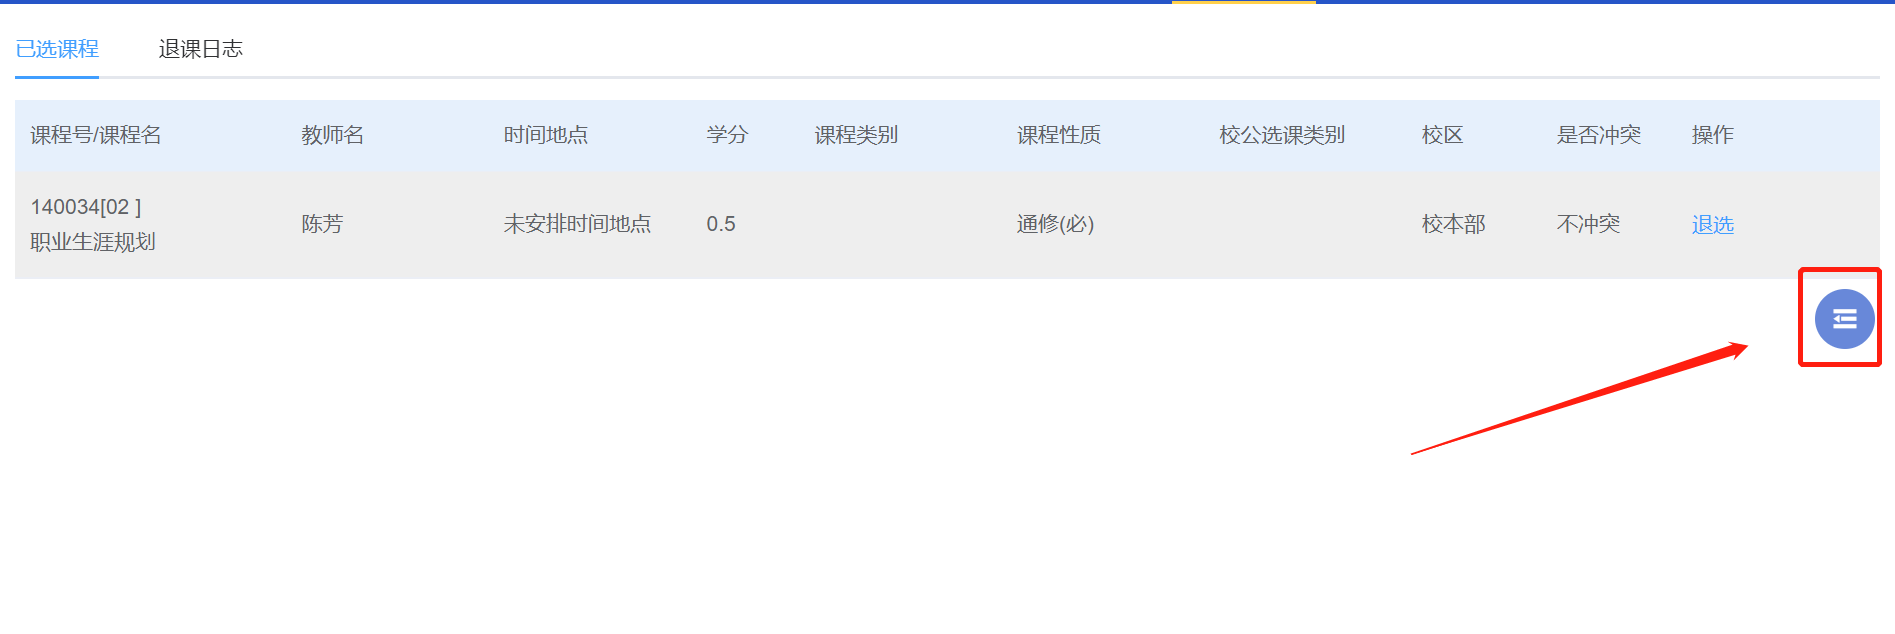 已选课程 退课日志
课程号/课程名 教师名 时间地点 学分 课程类别 课程性质 校公选课类别 校区 是否冲突 操作
140034[02 ]
职业生涯规划
陈芳 未安排时间地点 0.5 通修(必) 校本部 不冲突 退选